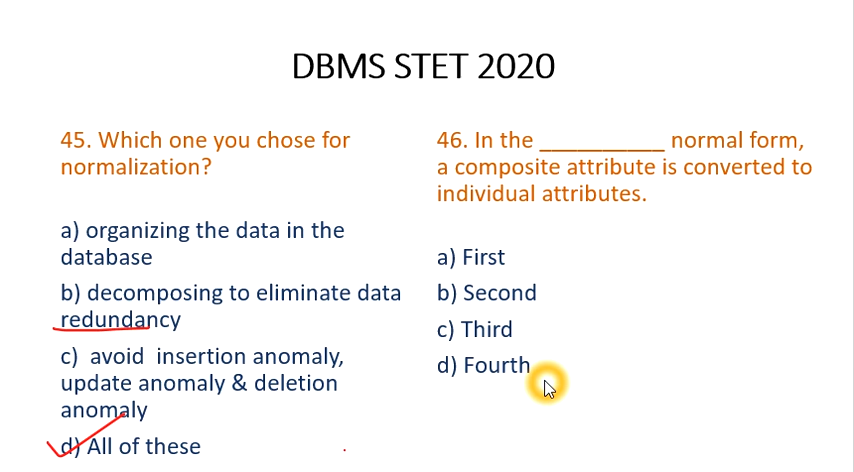 DBMS STET 2020
45. Which one you chose for
normalization?
a) organizing the data in the
database
b) decomposing to eliminate data
redundancy
c)  avoid  insertion anomaly,
update anomaly & deletion
anomaly
d) All of these
46. In the ___________ normal form,
a composite attribute is converted to
individual attributes.
a) First
b) Second
c) Third
d) Fourth